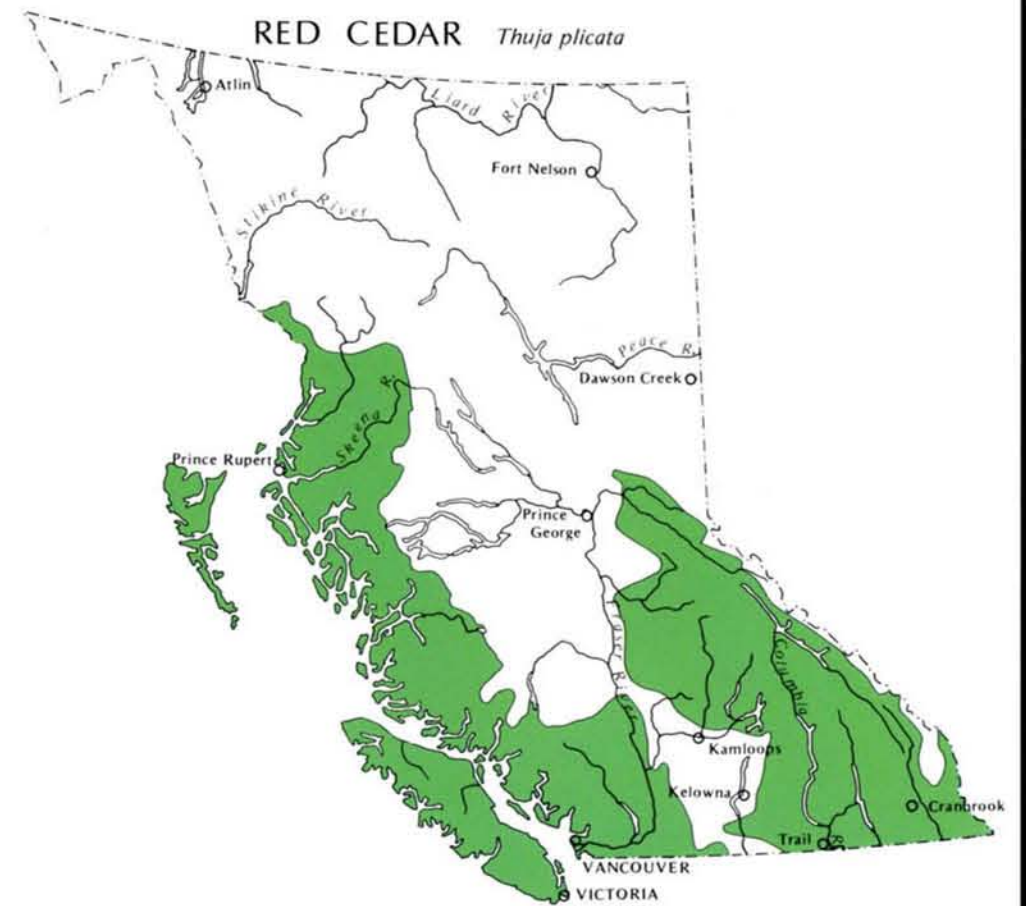 RED CEDAR Thuja plicata
Atlin
Liard River
Fort Nelson
Stikine River
Peace R.
Dawson Creek
Skeena R.
Prince Rupert
Prince
George
Fraser River
Columbia
Kamloops
Kelowna
Cranbrook
Trail
R.
VANCOUVER
VICTORIA